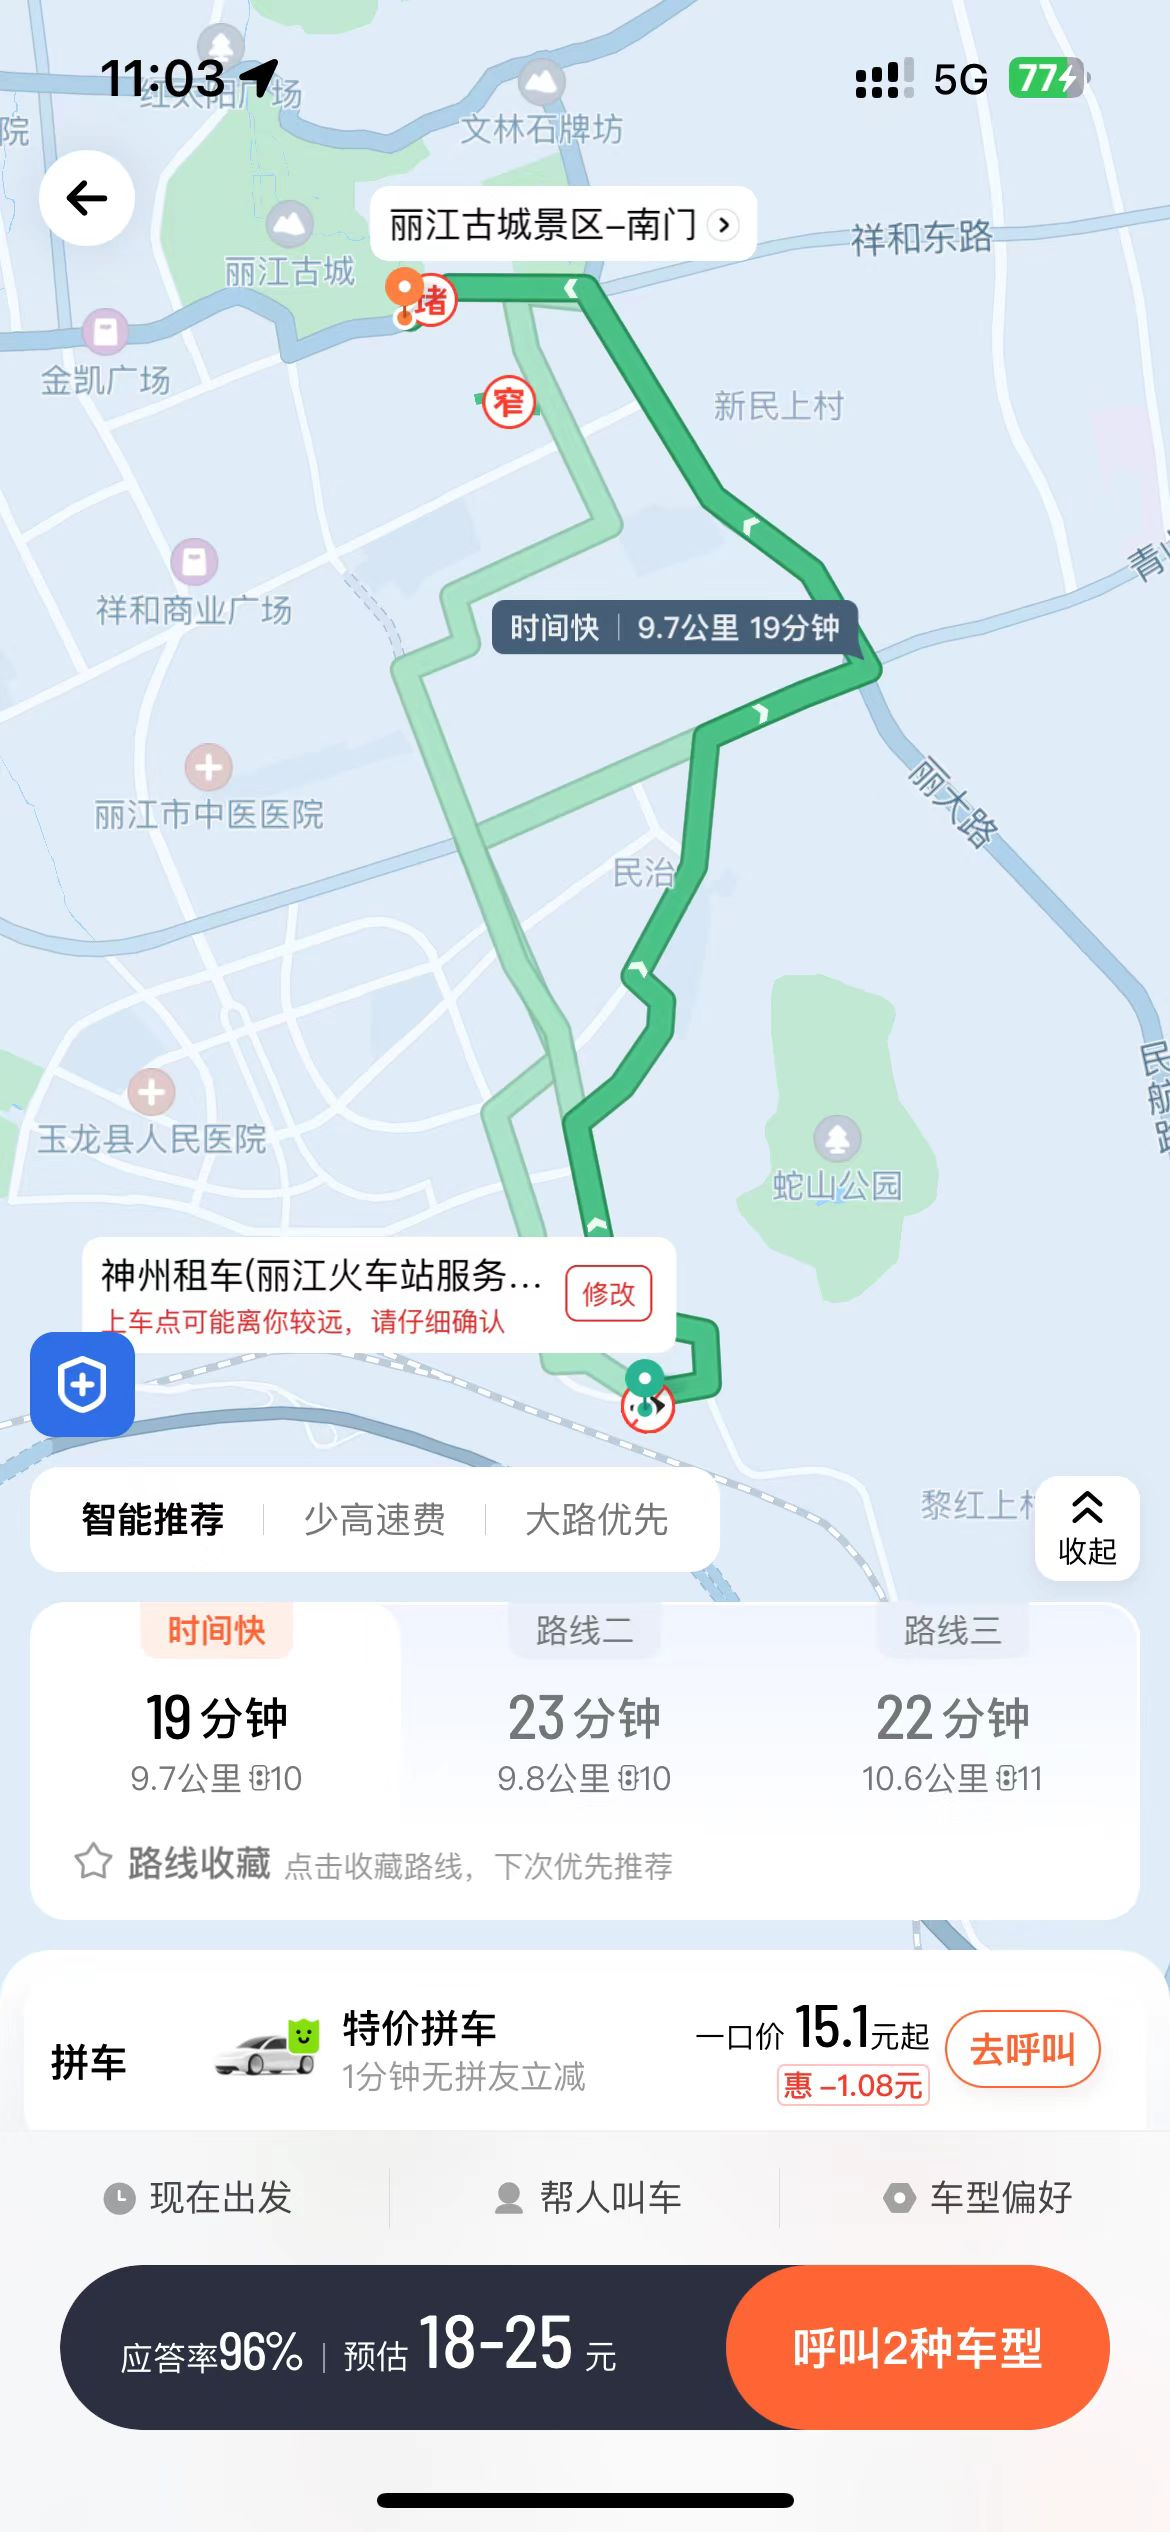 11:03
5G
77
红太阳广场
院
文林石牌坊
丽江古城景区-南门
祥和东路
丽江古城
堵
金凯广场
窄
新民上村
青山
祥和商业广场
时间快 9.7公里 19分钟
丽江市中医医院
丽大路
民治
民航路
玉龙县人民医院
蛇山公园
神州租车(丽江火车站服务...
上车点可能离你较远，请仔细确认
修改
黎红上村
智能推荐
少高速费
大路优先
收起
时间快
路线二
路线三
19分钟
23分钟
22分钟
9.7公里 10
9.8公里 10
10.6公里 11
路线收藏 点击收藏路线，下次优先推荐
拼车
特价拼车
1分钟无拼友立减
一口价 15.1元起
惠 -1.08元
去呼叫
现在出发
帮人叫车
车型偏好
应答率96% 预估 18-25 元
呼叫2种车型